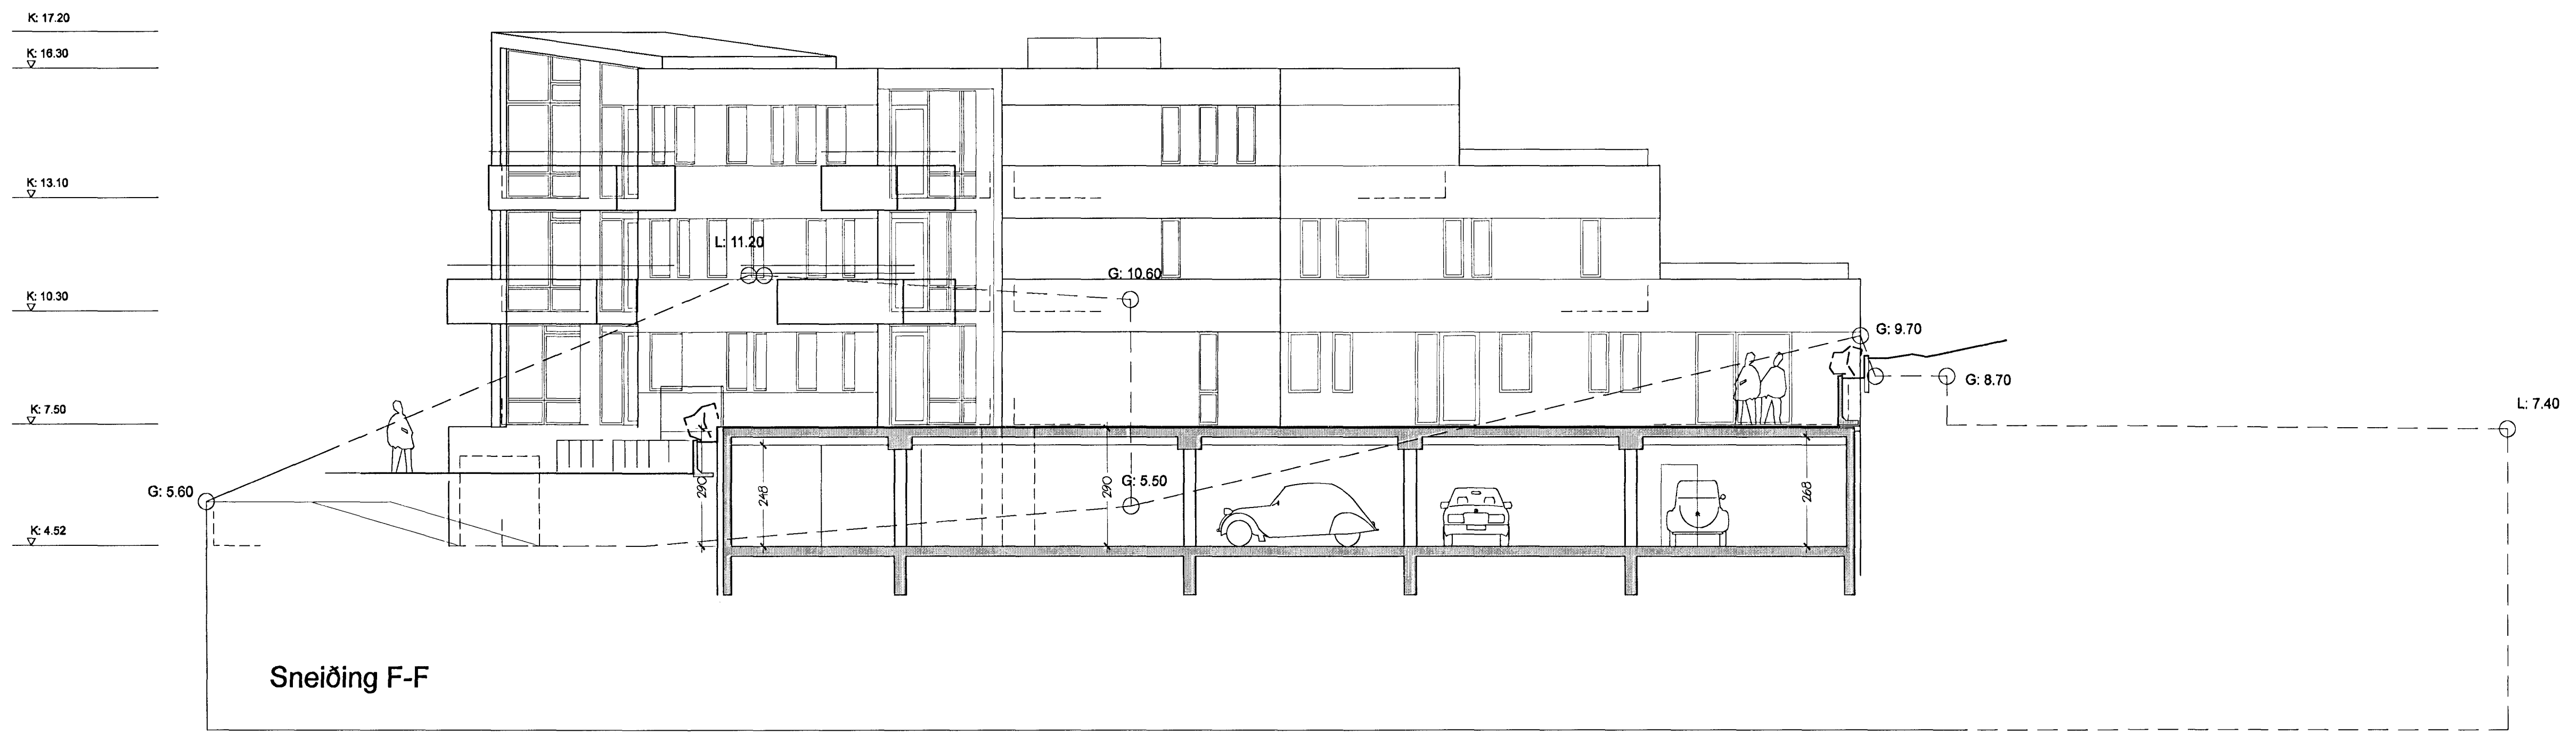 K: 17.20
K: 16.30
K: 13.10
L: 11.20
G: 10.60
K: 10.30
G: 9.70
G: 8.70
K: 7.50
L: 7.40
G: 5.60
290
248
290
G: 5.50
268
K: 4.52
Sneiðing F-F